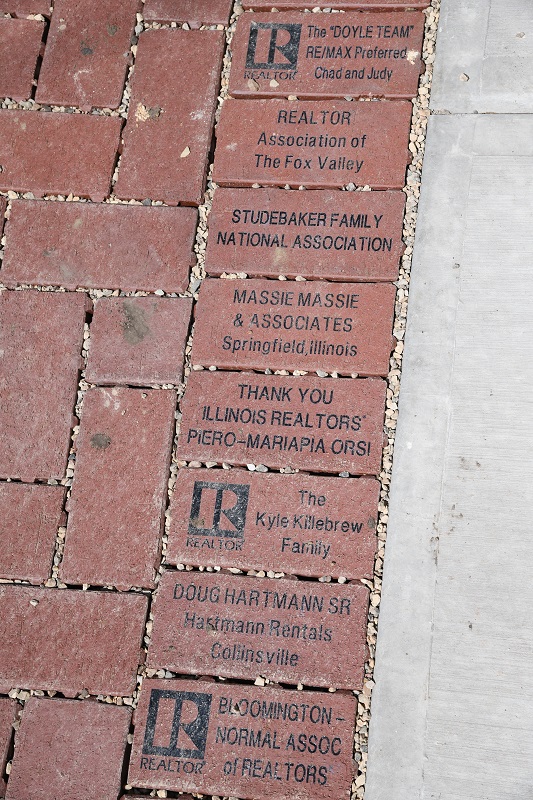 The "DOYLE TEAM"
RE/MAX Preferred
Chad and Judy
R
REALTOR
REALTOR
Association of
The Fox Valley
STUDEBAKER FAMILY
NATIONAL ASSOCIATION
MASSIE MASSIE
& ASSOCIATES
Springfield, Illinois
THANK YOU
ILLINOIS REALTORS
PIERO-MARIAPIA ORSI
R
REALTOR
The
Kyle Killebrew
Family
DOUG HARTMANN SR
Hartmann Rentals
Collinsville
R
REALTOR
BLOOMINGTON-
NORMAL ASSOC
of REALTORS